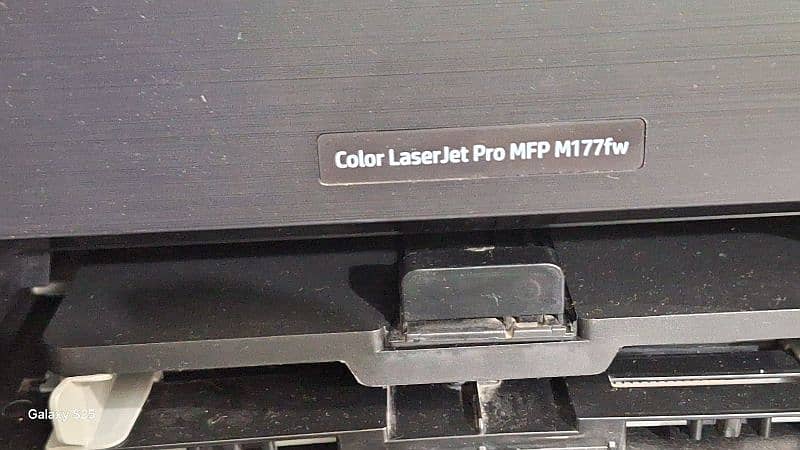 Color LaserJet Pro MFP M177fw
Galaxy S25